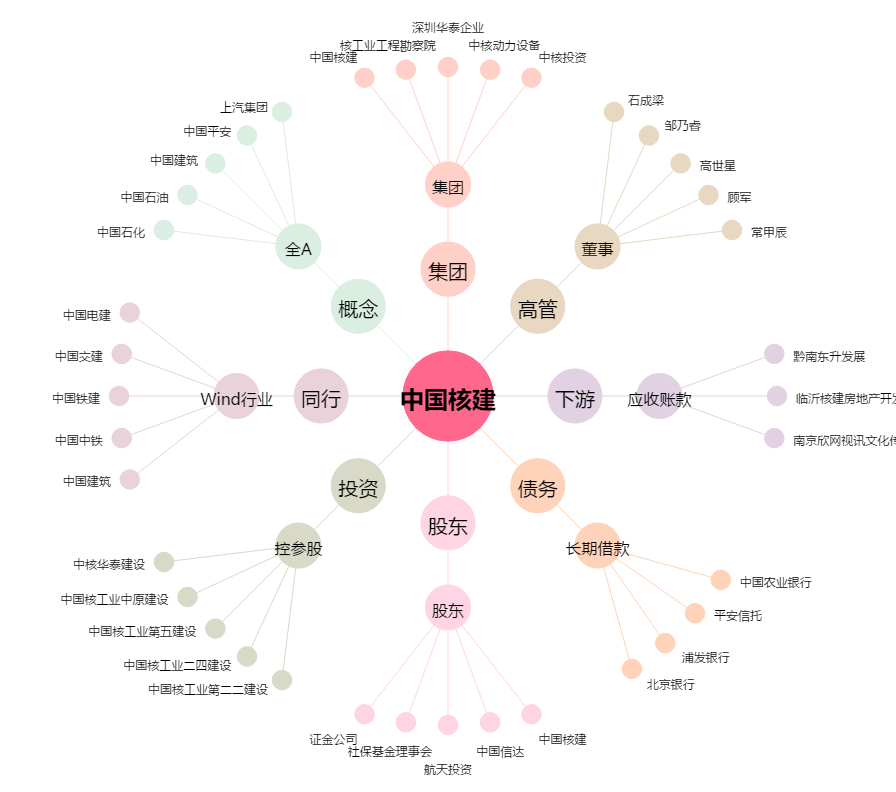 深圳华泰企业
核工业工程勘察院
中核动力设备
中国核建
中核投资
石成梁
上汽集团
邹乃睿
中国平安
中国建筑
高世星
集团
中国石油
顾军
中国石化
常甲辰
全A
董事
集团
概念
高管
中国电建
中国交建
黔南东升发展
中国铁建
Wind行业
同行
中国核建
下游
应收账款
临沂核建房地产开发
中国中铁
南京欣网视讯文化传
中国建筑
投资
债务
股东
控参股
长期借款
中核华泰建设
中国农业银行
中国核工业中原建设
股东
平安信托
中国核工业第五建设
浦发银行
中国核工业二四建设
北京银行
中国核工业第二二建设
证金公司
中国核建
社保基金理事会
中国信达
航天投资